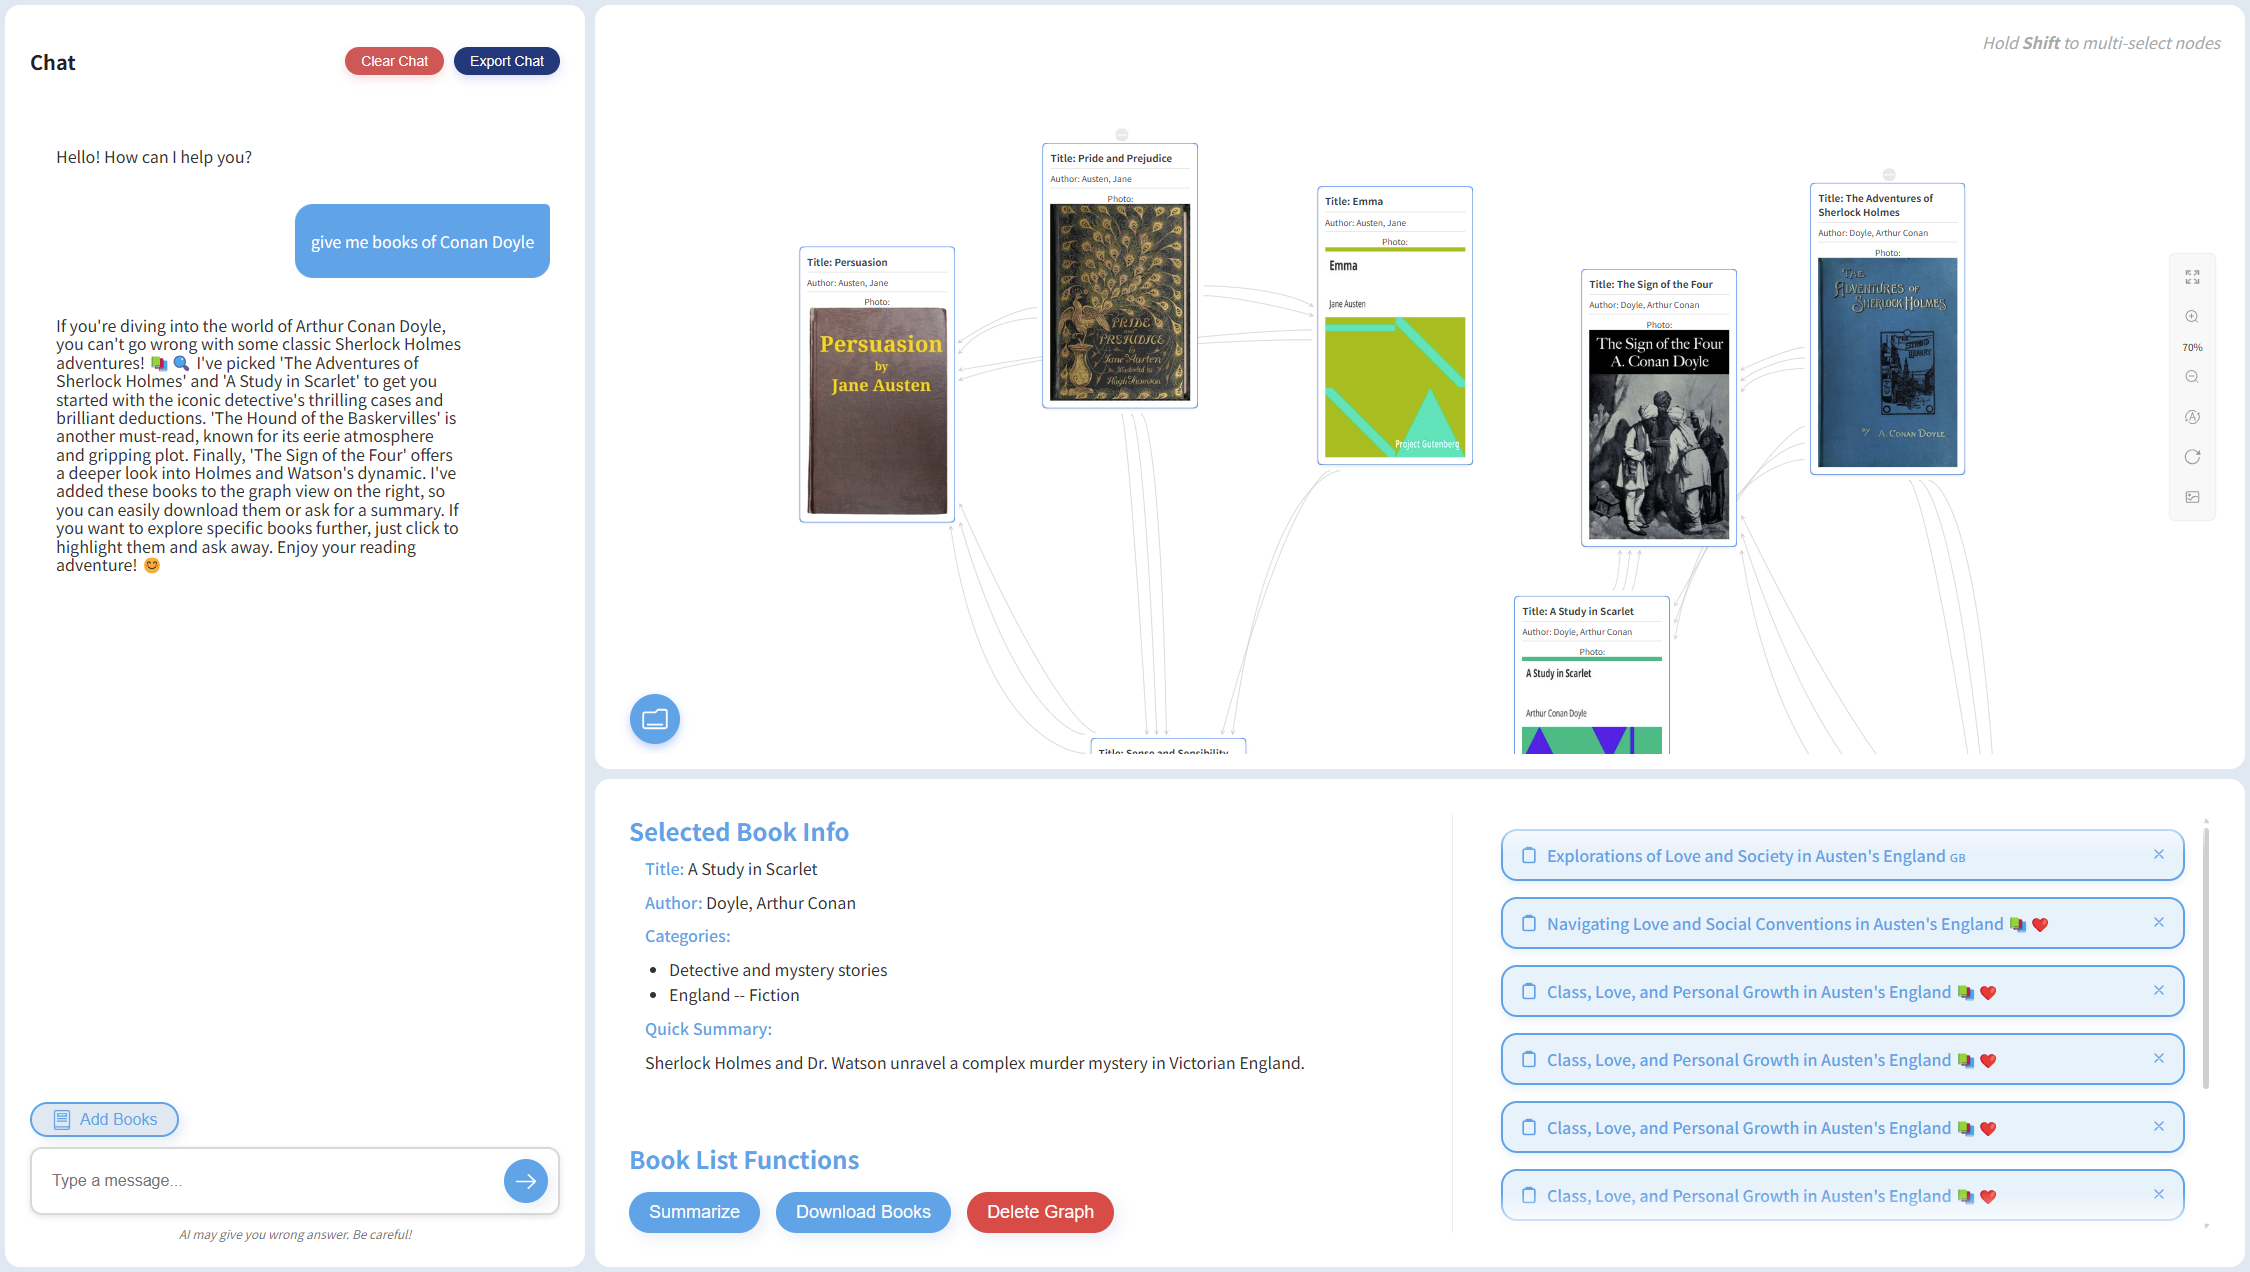 Chat
Clear Chat
Export Chat
Hello! How can I help you?
give me books of Conan Doyle
If you're diving into the world of Arthur Conan Doyle,
you can't go wrong with some classic Sherlock Holmes
adventures! 📚 🔍 I've picked 'The Adventures of
Sherlock Holmes' and 'A Study in Scarlet' to get you
started with the iconic detective's thrilling cases and
brilliant deductions. 'The Hound of the Baskervilles' is
another must-read, known for its eerie atmosphere
and gripping plot. Finally, 'The Sign of the Four' offers
a deeper look into Holmes and Watson's dynamic. I've
added these books to the graph view on the right, so
you can easily download them or ask for a summary. If
you want to explore specific books further, just click to
highlight them and ask away. Enjoy your reading
adventure! 😊
Add Books
Type a message...
AI may give you wrong answer. Be careful!
Hold Shift to multi-select nodes
Title: Persuasion
Author: Austen, Jane
Photo:
Persuasion
by
Jane Austen
Title: Pride and Prejudice
Author: Austen, Jane
Photo:
PRIDE
and
PREJUDICE
by
Jane Austen
Illustrated by
Hugh Thomson
Title: Emma
Author: Austen, Jane
Photo:
Emma
Jane Austen
Project Gutenberg
Title: The Sign of the Four
Author: Doyle, Arthur Conan
Photo:
The Sign of the Four
A. Conan Doyle
Title: The Adventures of
Sherlock Holmes
Author: Doyle, Arthur Conan
Photo:
THE
ADVENTURES OF
SHERLOCK HOLMES
by A. CONAN DOYLE
Title: A Study in Scarlet
Author: Doyle, Arthur Conan
Photo:
A Study in Scarlet
Arthur Conan Doyle
Title: Sense and Sensibility
70%
Selected Book Info
Title: A Study in Scarlet
Author: Doyle, Arthur Conan
Categories:
• Detective and mystery stories
• England -- Fiction
Quick Summary:
Sherlock Holmes and Dr. Watson unravel a complex murder mystery in Victorian England.
Book List Functions
Summarize
Download Books
Delete Graph
Explorations of Love and Society in Austen's England GB
Navigating Love and Social Conventions in Austen's England 📚 ❤️
Class, Love, and Personal Growth in Austen's England 📚 ❤️
Class, Love, and Personal Growth in Austen's England 📚 ❤️
Class, Love, and Personal Growth in Austen's England 📚 ❤️
Class, Love, and Personal Growth in Austen's England 📚 ❤️